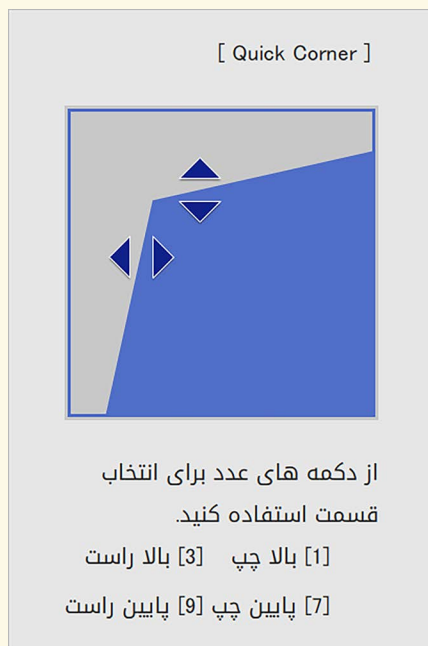 [ Quick Corner ]
از دکمه های عدد برای انتخاب
قسمت استفاده کنید.
[1] بالا چپ [3] بالا راست
[7] پایین چپ [9] پایین راست